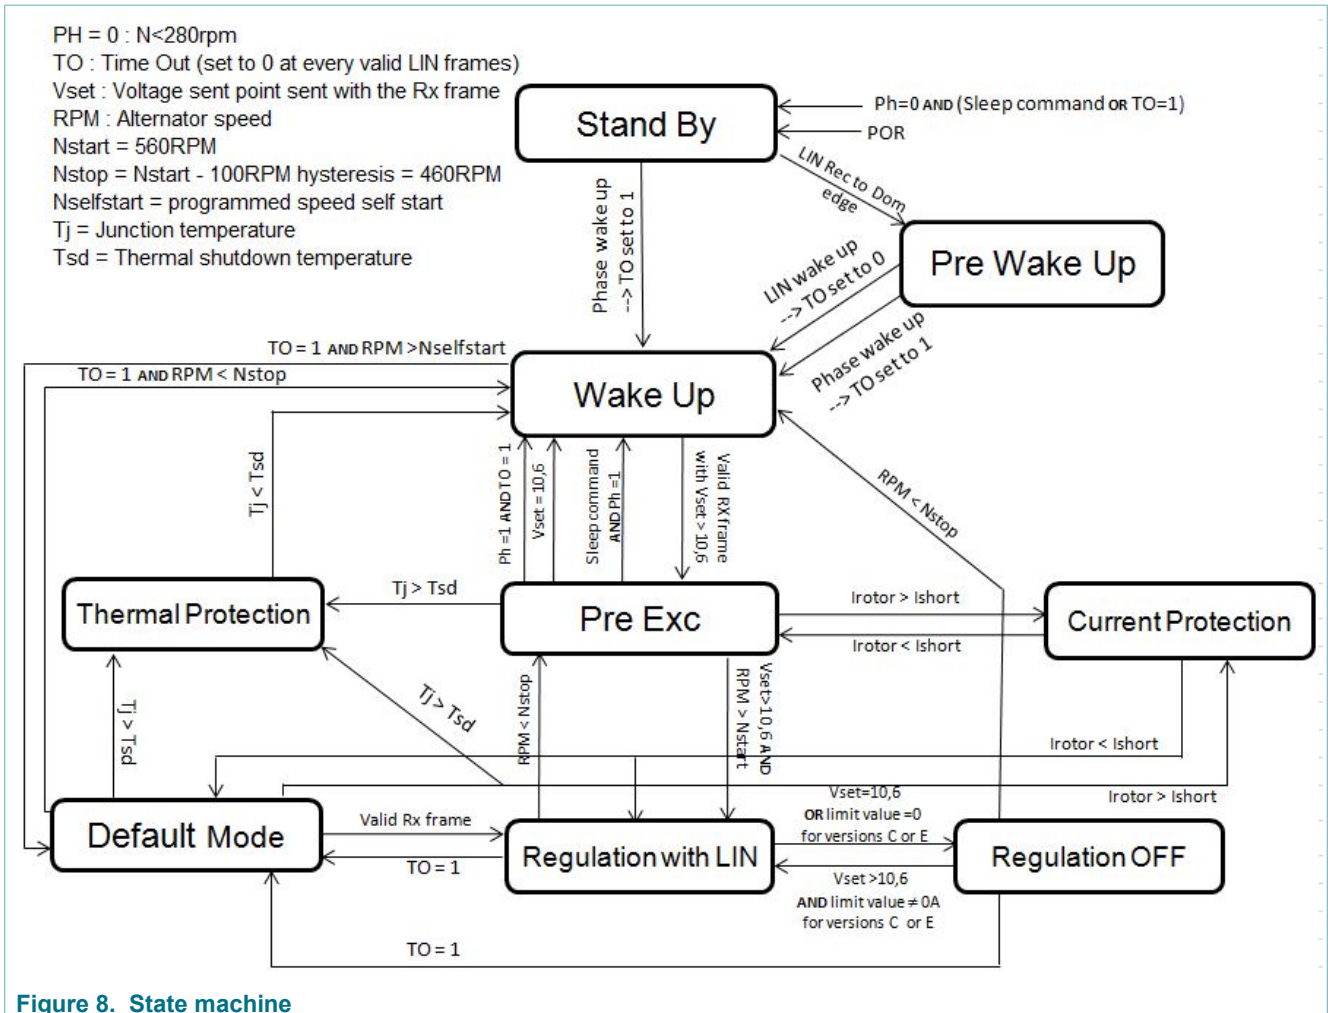 PH = 0 : N<280rpm
TO : Time Out (set to 0 at every valid LIN frames)
Vset : Voltage sent point sent with the Rx frame
RPM : Alternator speed
Nstart = 560RPM
Nstop = Nstart - 100RPM hysteresis = 460RPM
Nselfstart = programmed speed self start
Tj = Junction temperature
Tsd = Thermal shutdown temperature
Stand By
Ph=0 AND (Sleep command OR TO=1)
POR
LIN Rec to Dom
edge
Phase wake up
--> TO set to 1
Pre Wake Up
LIN wake up
--> TO set to 0
Phase wake up
--> TO set to 1
TO = 1 AND RPM >Nselfstart
TO = 1 AND RPM < Nstop
Wake Up
Tj < Tsd
Ph =1 AND TO = 1
Vset = 10,6
Sleep command
AND Ph =1
Valid RX frame
with Vset > 10,6
RPM < Nstop
Thermal Protection
Tj > Tsd
Pre Exc
Irotor > Ishort
Irotor < Ishort
Current Protection
Tj > Tsd
Tj > Tsd
RPM < Nstop
Vset>10,6 AND
RPM > Nstart
Irotor < Ishort
Irotor > Ishort
Default Mode
Valid Rx frame
TO = 1
Regulation with LIN
Vset=10,6
OR limit value =0
for versions C or E
Vset >10,6
AND limit value ≠ 0A
for versions C or E
Regulation OFF
TO = 1
Figure 8. State machine